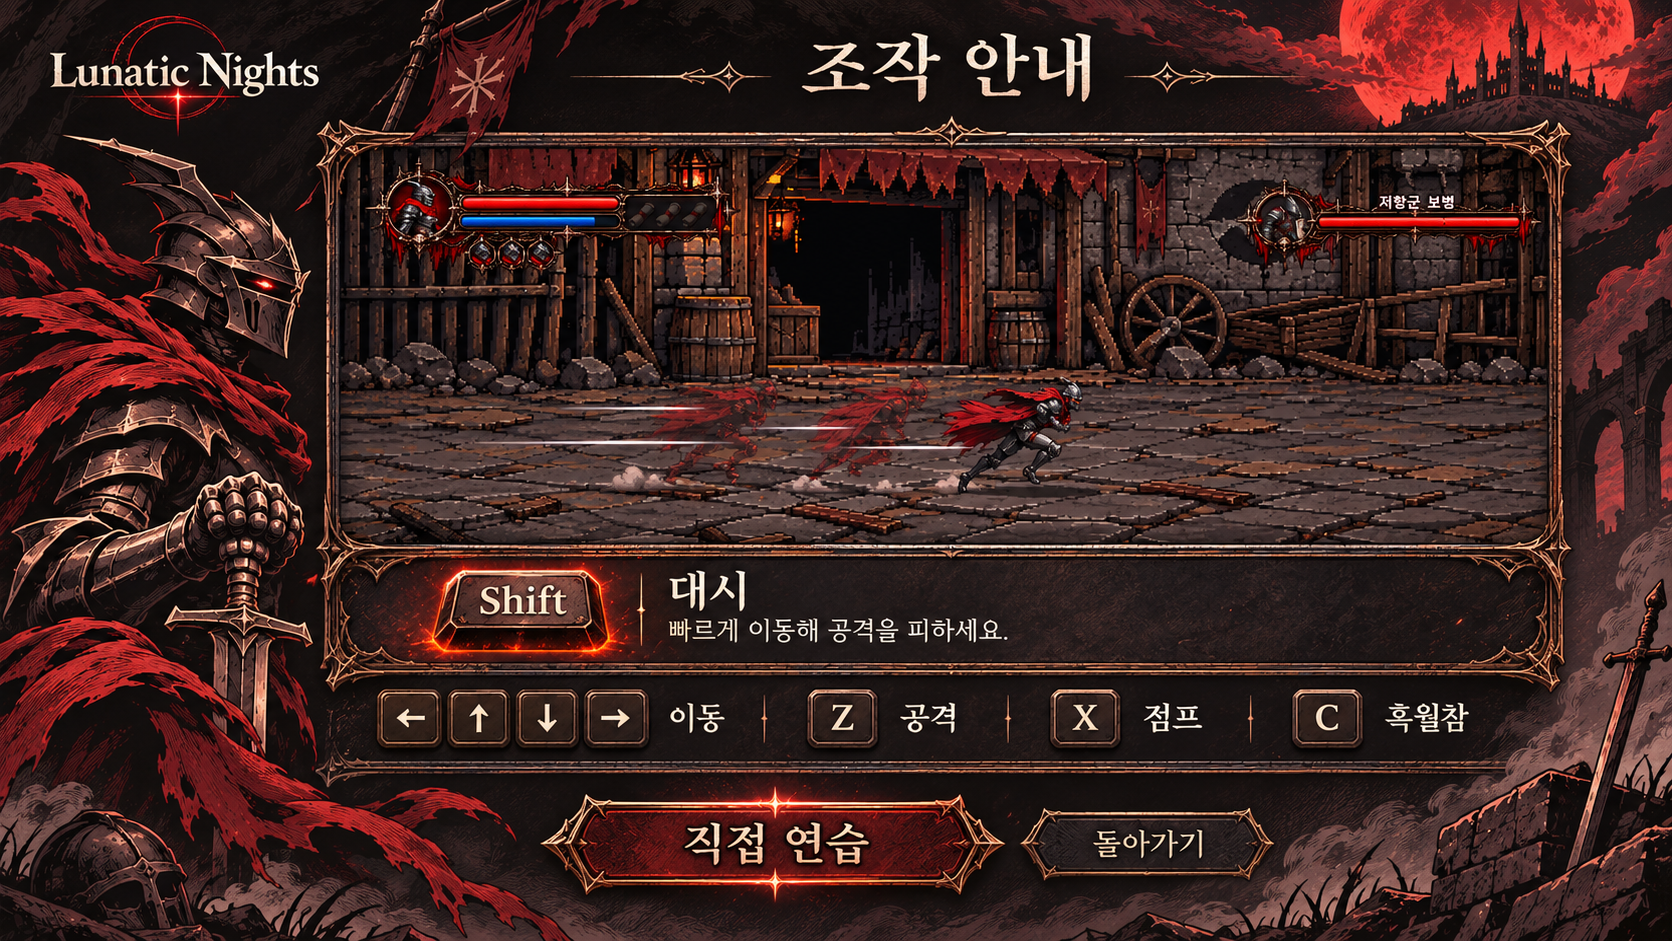 Lunatic Nights
조작 안내
저항군 보병
Shift
대시
빠르게 이동해 공격을 피하세요.
← ↑ ↓ → 이동 Z 공격 X 점프 C 흑월참
직접 연습
돌아가기